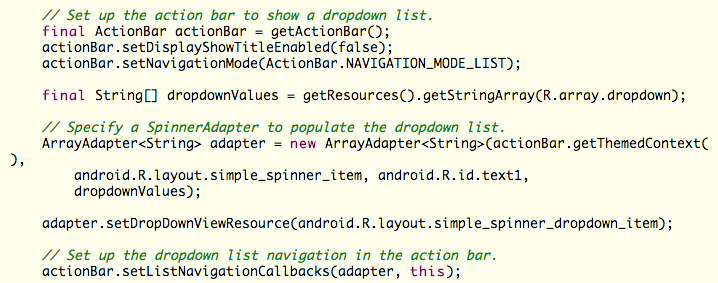 // Set up the action bar to show a dropdown list.
final ActionBar actionBar = getActionBar();
actionBar.setDisplayShowTitleEnabled(false);
actionBar.setNavigationMode(ActionBar.NAVIGATION_MODE_LIST);
final String[] dropdownValues = getResources().getStringArray(R.array.dropdown);
// Specify a SpinnerAdapter to populate the dropdown list.
ArrayAdapter<String> adapter = new ArrayAdapter<String>(actionBar.getThemedContext(
),
android.R.layout.simple_spinner_item, android.R.id.text1,
dropdownValues);
adapter.setDropDownViewResource(android.R.layout.simple_spinner_dropdown_item);
// Set up the dropdown list navigation in the action bar.
actionBar.setListNavigationCallbacks(adapter, this);